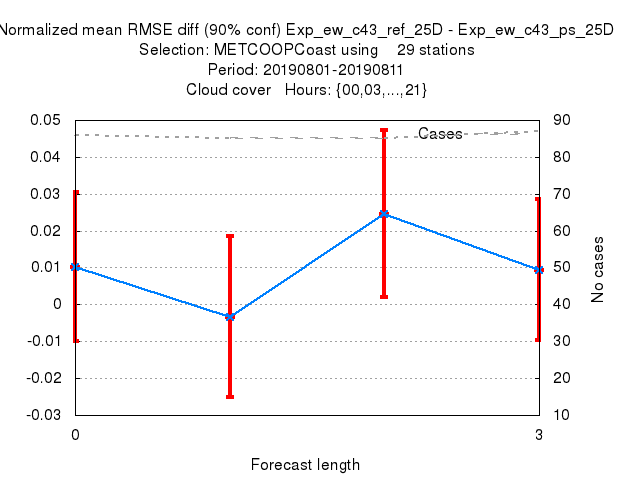 Normalized mean RMSE diff (90% conf) Exp_ew_c43_ref_25D - Exp_ew_c43_ps_25D
Selection: METCOOPCoast using 29 stations
Period: 20190801-20190811
Cloud cover Hours: {00,03,...,21}
0.05
0.04
0.03
0.02
0.01
0
-0.01
-0.02
-0.03
Cases
90
80
70
60
50
40
30
20
10
No cases
0
3
Forecast length